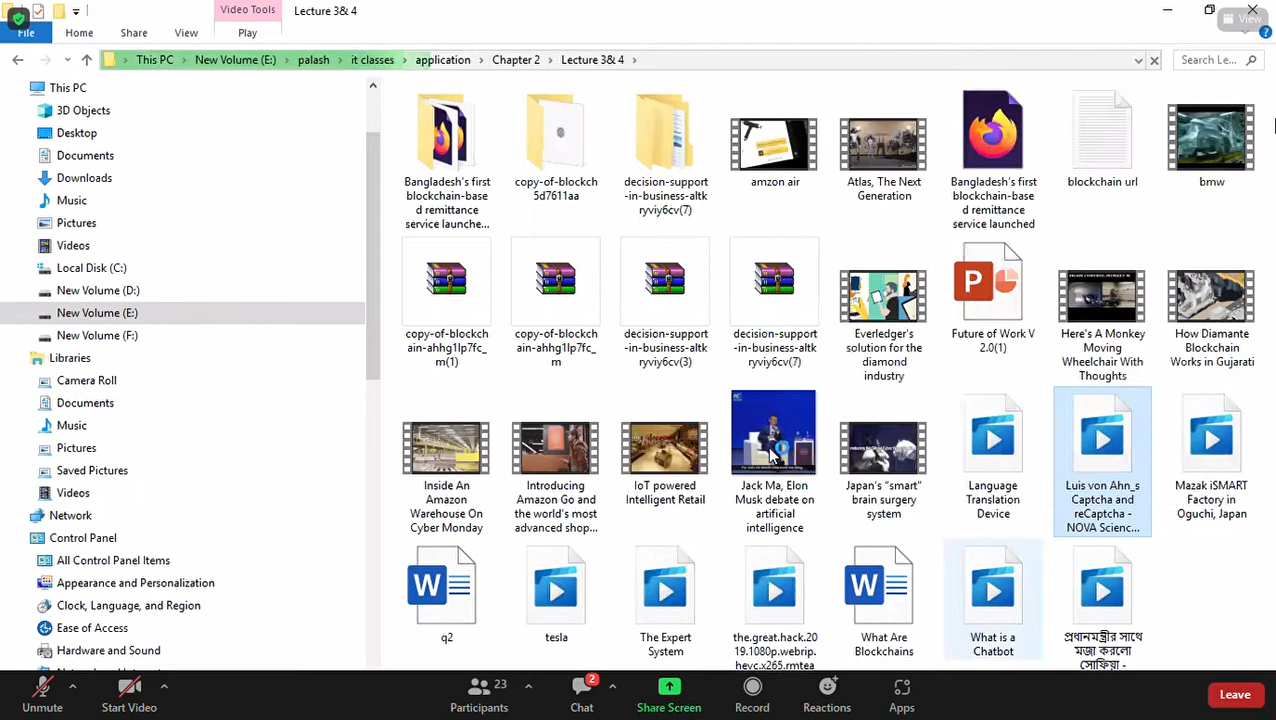 Video Tools
Lecture 3& 4
View
File
Home
Share
View
Play
This PC
New Volume (E:)
palash
it classes
application
Chapter 2
Lecture 3& 4
Search Le...
This PC
3D Objects
Desktop
Documents
Downloads
Music
Pictures
Videos
Local Disk (C:)
New Volume (D:)
New Volume (E:)
New Volume (F:)
Libraries
Camera Roll
Documents
Music
Pictures
Saved Pictures
Videos
Network
Control Panel
All Control Panel Items
Appearance and Personalization
Clock, Language, and Region
Ease of Access
Hardware and Sound
Bangladesh's first
blockchain-base
d remittance
service launche...
copy-of-blockch
5d7611aa
decision-support
-in-business-altk
ryviy6cv(7)
amzon air
Atlas, The Next
Generation
Bangladesh's first
blockchain-base
d remittance
service launched
blockchain url
bmw
copy-of-blockch
ain-ahhg1lp7fc_
m(1)
copy-of-blockch
ain-ahhg1lp7fc_
m
decision-support
-in-business-altk
ryviy6cv(3)
decision-support
-in-business-altk
ryviy6cv(7)
Everledger's
solution for the
diamond
industry
Future of Work V
2.0(1)
Here's A Monkey
Moving
Wheelchair With
Thoughts
How Diamante
Blockchain
Works in Gujarati
Inside An
Amazon
Warehouse On
Cyber Monday
Introducing
Amazon Go and
the world's most
advanced shop...
IoT powered
Intelligent Retail
Jack Ma, Elon
Musk debate on
artificial
intelligence
Japan's "smart"
brain surgery
system
Language
Translation
Device
Luis von Ahn_s
Captcha and
reCaptcha -
NOVA Scienc...
Mazak iSMART
Factory in
Oguchi, Japan
q2
tesla
The Expert
System
the.great.hack.20
19.1080p.webrip.
hevc.x265.rmtea
What Are
Blockchains
What is a
Chatbot
প্রধানমন্ত্রীর সাথে
মজা করলো
সোফিয়া -
Unmute
Start Video
23
Participants
2
Chat
Share Screen
Record
Reactions
Apps
Leave